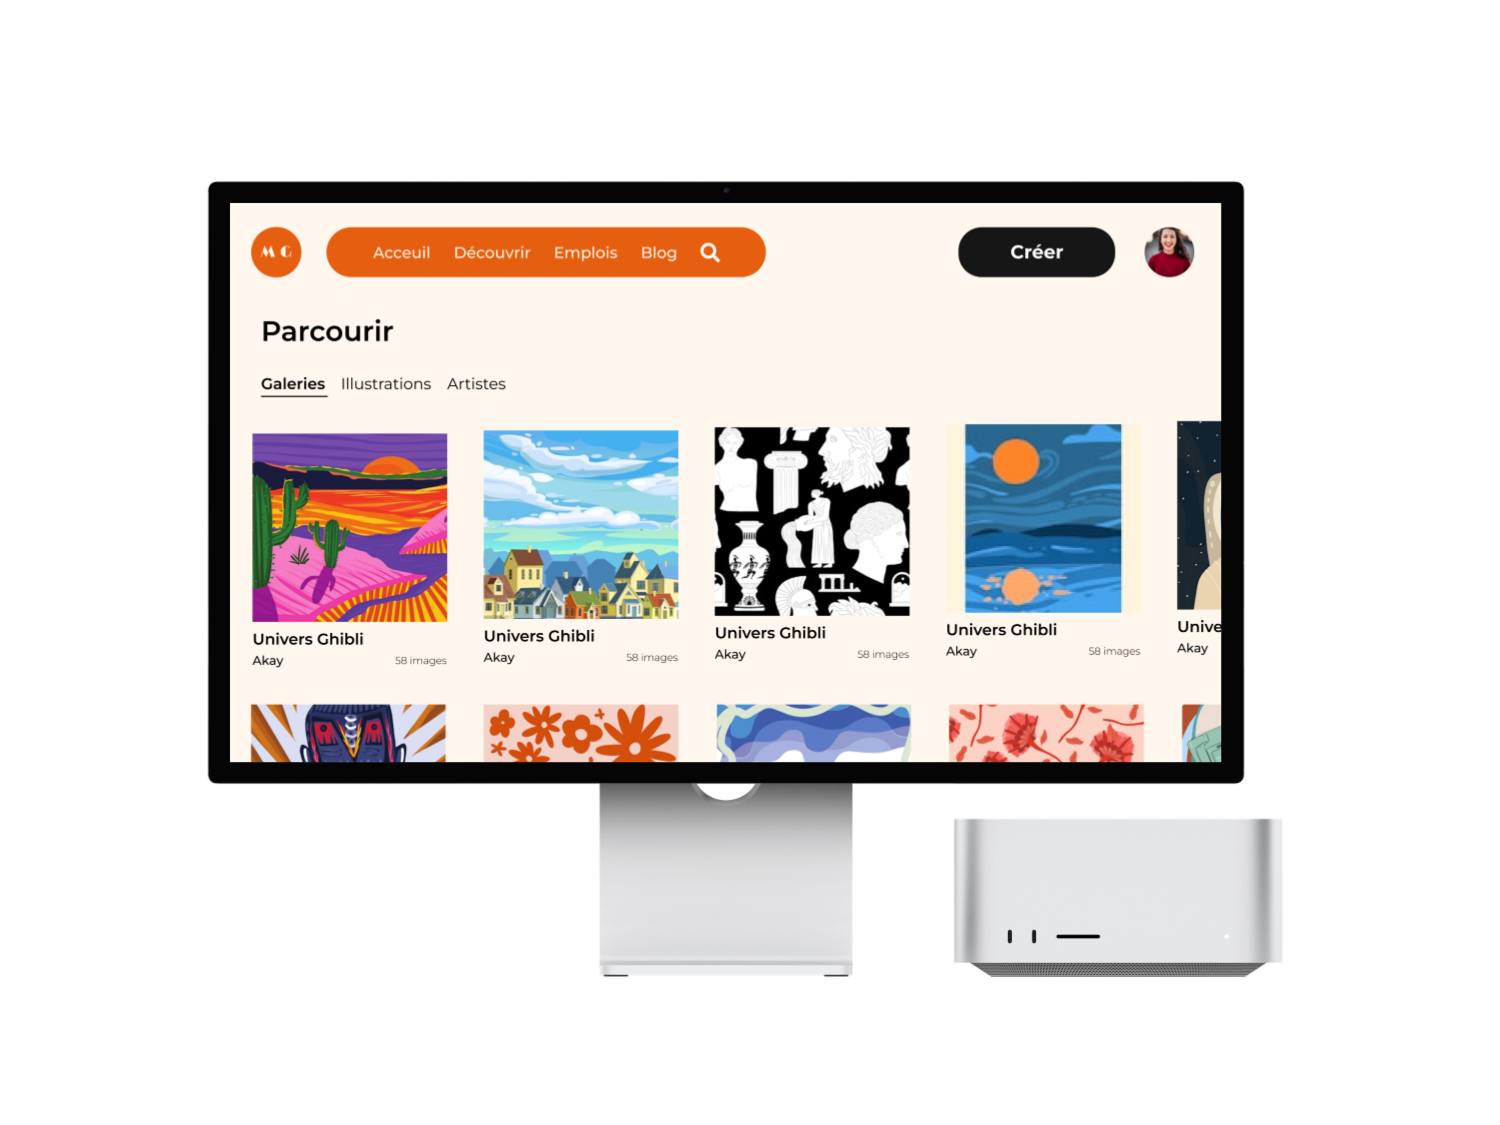 M G Acceuil Découvrir Emplois Blog Créer
Parcourir
Galeries Illustrations Artistes
Univers Ghibli Univers Ghibli Univers Ghibli Univers Ghibli Unive
Akay 58 images Akay 58 images Akay 58 images Akay 58 images Akay